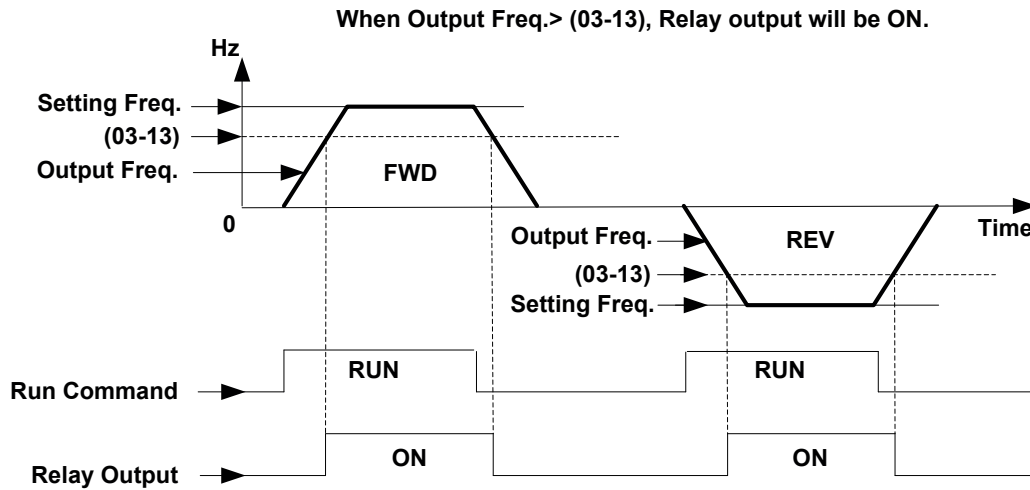 When Output Freq.> (03-13), Relay output will be ON.
Hz
Setting Freq.
(03-13)
Output Freq.
FWD
0
Time
Output Freq.
REV
(03-13)
Setting Freq.
Run Command
RUN
RUN
Relay Output
ON
ON